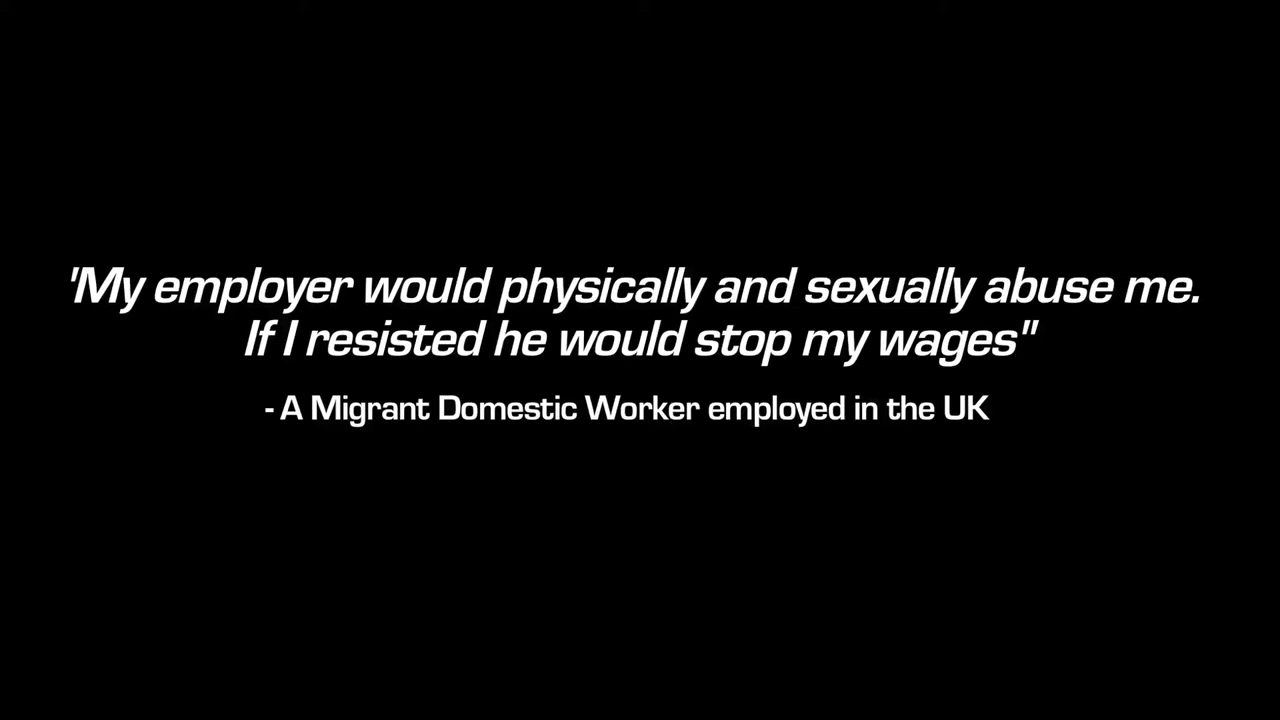 'My employer would physically and sexually abuse me.
If I resisted he would stop my wages"
- A Migrant Domestic Worker employed in the UK